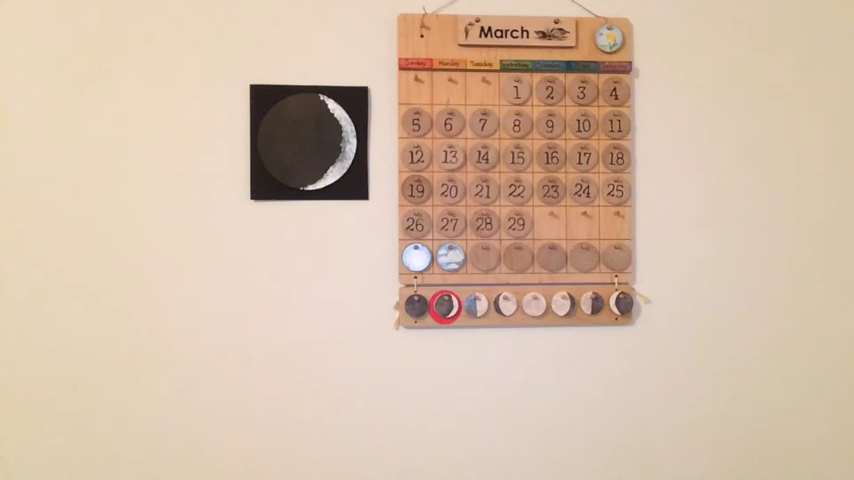 March
Sunday Monday Tuesday Wednesday
1 2 3 4
5 6 7 8 9 10 11
12 13 14 15 16 17 18
19 20 21 22 23 24 25
26 27 28 29